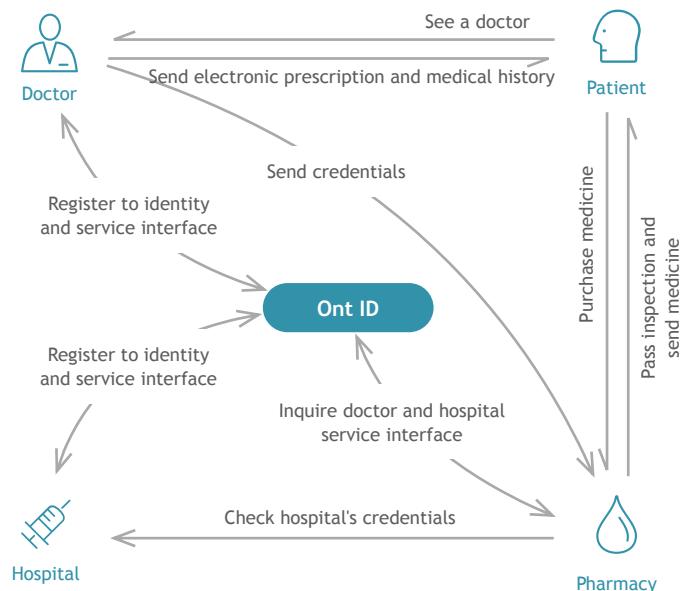 See a doctor
Send electronic prescription and medical history
Doctor
Patient
Send credentials
Register to identity
and service interface
Purchase medicine
Pass inspection and
send medicine
Ont ID
Register to identity
and service interface
Inquire doctor and hospital
service interface
Check hospital's credentials
Hospital
Pharmacy